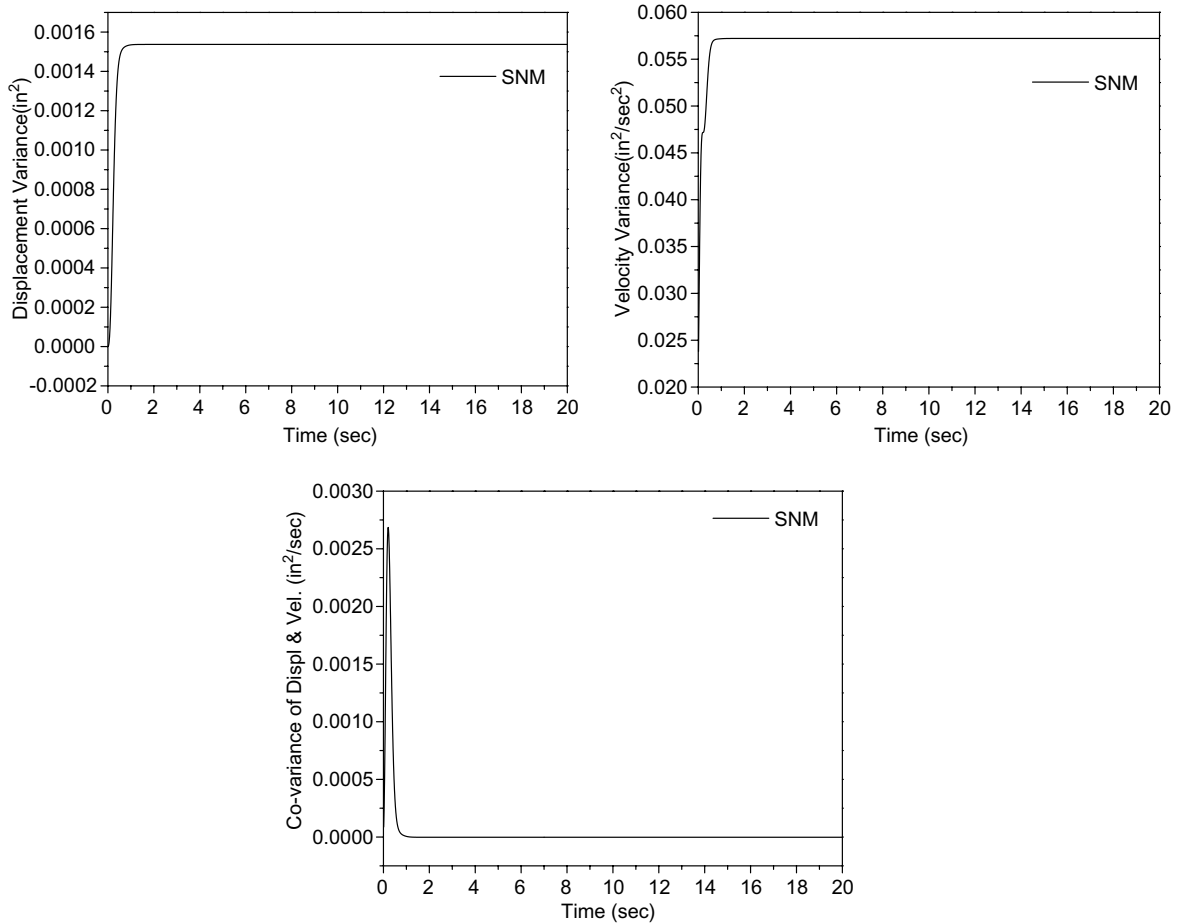 0.0016
0.0014
0.0012
0.0010
0.0008
0.0006
0.0004
0.0002
0.0000
-0.0002
Displacement Variance(in²)
SNM
0 2 4 6 8 10 12 14 16 18 20
Time (sec)
0.060
0.055
0.050
0.045
0.040
0.035
0.030
0.025
0.020
Velocity Variance(in²/sec²)
SNM
0 2 4 6 8 10 12 14 16 18 20
Time (sec)
0.0030
0.0025
0.0020
0.0015
0.0010
0.0005
0.0000
Co-variance of Displ & Vel. (in²/sec)
SNM
0 2 4 6 8 10 12 14 16 18 20
Time (sec)